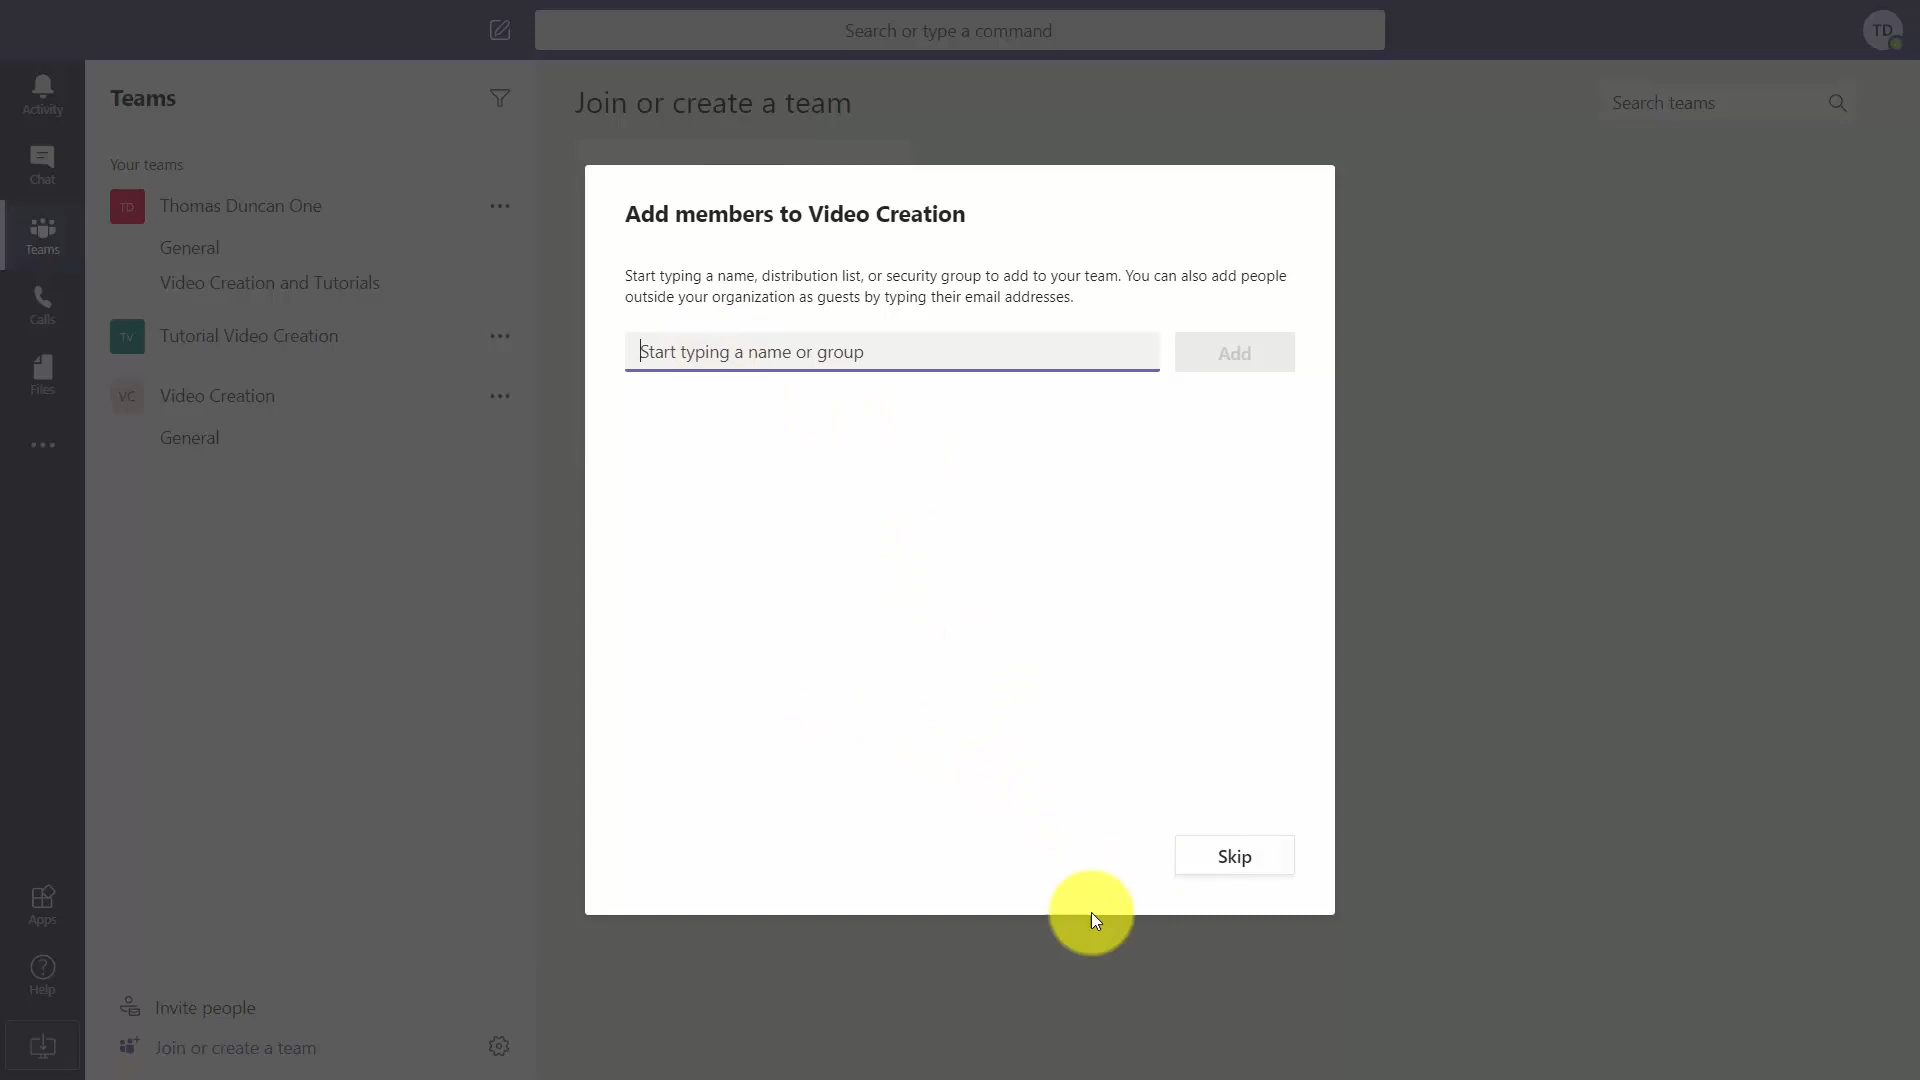 Search or type a command
TD
Activity
Chat
Teams
Calls
Files
Apps
Help
Teams
Your teams
TD Thomas Duncan One
General
Video Creation and Tutorials
TV Tutorial Video Creation
VC Video Creation
General
Invite people
Join or create a team
Join or create a team
Search teams
Add members to Video Creation
Start typing a name, distribution list, or security group to add to your team. You can also add people
outside your organization as guests by typing their email addresses.
Start typing a name or group
Add
Skip